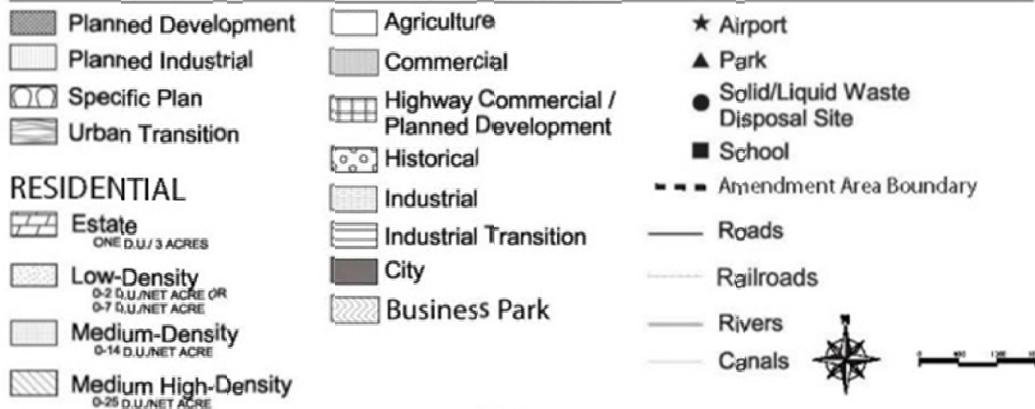 Planned Development
Planned Industrial
Specific Plan
Urban Transition
RESIDENTIAL
Estate
ONE D.U./ 3 ACRES
Low-Density
0-2 D.U./NET ACRE OR
0-7 D.U./NET ACRE
Medium-Density
0-14 D.U./NET ACRE
Medium High-Density
0-25 D.U./NET ACRE
Agriculture
Commercial
Highway Commercial /
Planned Development
Historical
Industrial
Industrial Transition
City
Business Park
Airport
Park
Solid/Liquid Waste
Disposal Site
School
Amendment Area Boundary
Roads
Railroads
Rivers
Canals
N